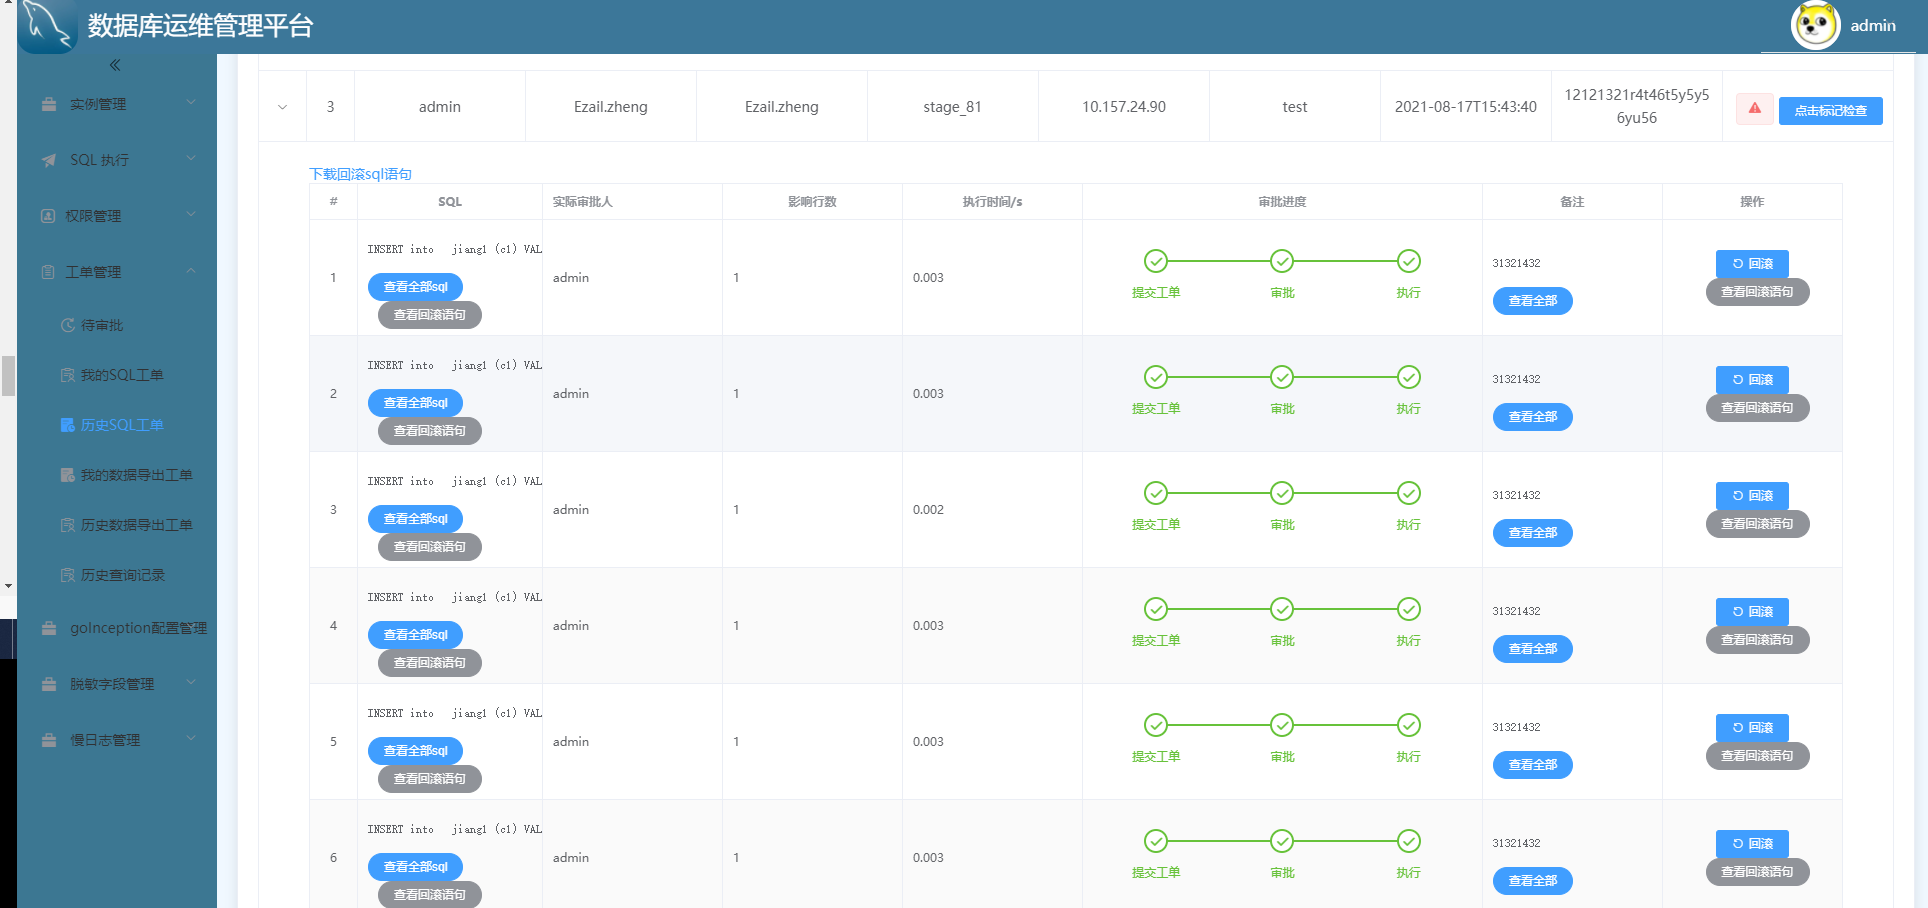 数据库运维管理平台
admin
实例管理
SQL 执行
权限管理
工单管理
待审批
我的SQL工单
历史SQL工单
我的数据导出工单
历史数据导出工单
历史查询记录
goInception配置管理
脱敏字段管理
慢日志管理
3 admin Ezail.zheng Ezail.zheng stage_81 10.157.24.90 test 2021-08-17T15:43:40 12121321r4t46t5y5y5
6yu56
点击标记检查
下载回滚sql语句
# SQL 实际审批人 影响行数 执行时间/s 审批进度 备注 操作
INSERT into jiang1 (c1) VAL
1 admin 1 0.003 31321432 回滚
查看全部sql 提交工单 审批 执行 查看全部 查看回滚语句
查看回滚语句
INSERT into jiang1 (c1) VAL
2 admin 1 0.003 31321432 回滚
查看全部sql 提交工单 审批 执行 查看全部 查看回滚语句
查看回滚语句
INSERT into jiang1 (c1) VAL
3 admin 1 0.002 31321432 回滚
查看全部sql 提交工单 审批 执行 查看全部 查看回滚语句
查看回滚语句
INSERT into jiang1 (c1) VAL
4 admin 1 0.003 31321432 回滚
查看全部sql 提交工单 审批 执行 查看全部 查看回滚语句
查看回滚语句
INSERT into jiang1 (c1) VAL
5 admin 1 0.003 31321432 回滚
查看全部sql 提交工单 审批 执行 查看全部 查看回滚语句
查看回滚语句
INSERT into jiang1 (c1) VAL
6 admin 1 0.003 31321432 回滚
查看全部sql 提交工单 审批 执行 查看全部 查看回滚语句
查看回滚语句